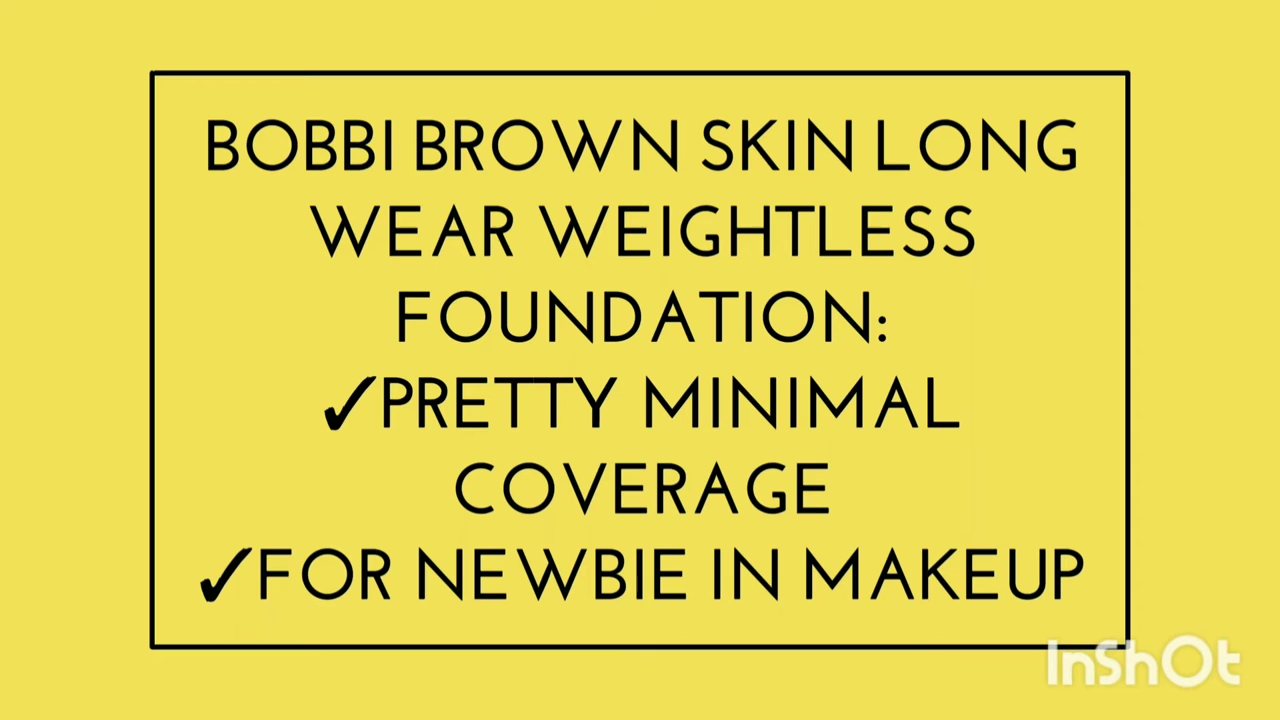 BOBBI BROWN SKIN LONG
WEAR WEIGHTLESS
FOUNDATION:
✓PRETTY MINIMAL
COVERAGE
✓FOR NEWBIE IN MAKEUP
InShOt